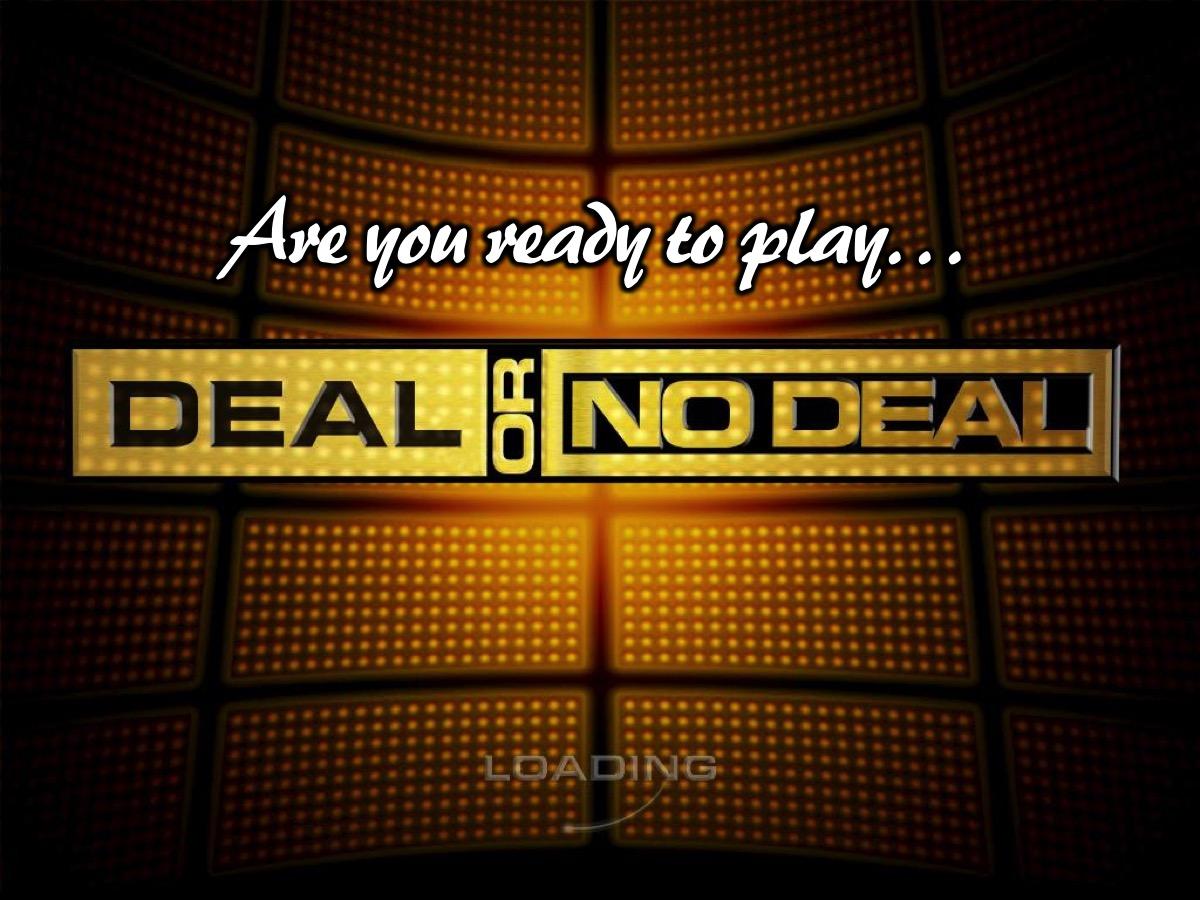 Are you ready to play...
DEAL OR NO DEAL
LOADING